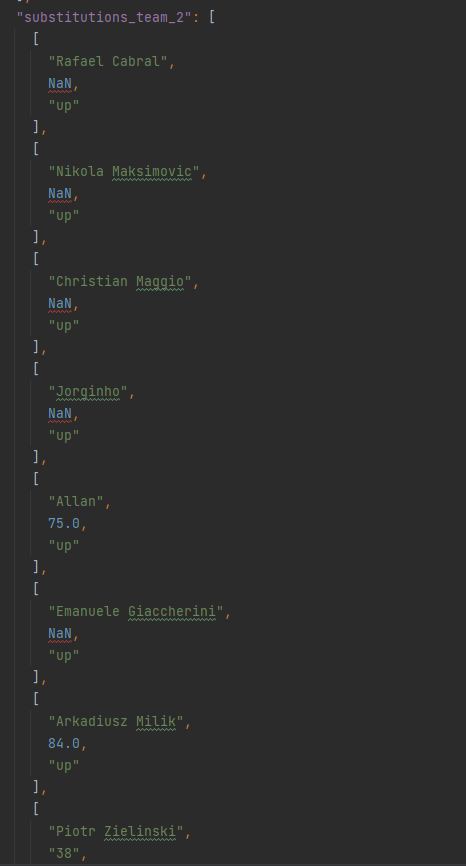 "substitutions_team_2": [
[
"Rafael Cabral",
NaN,
"up"
],
[
"Nikola Maksimovic",
NaN,
"up"
],
[
"Christian Maggio",
NaN,
"up"
],
[
"Jorginho",
NaN,
"up"
],
[
"Allan",
75.0,
"up"
],
[
"Emanuele Giaccherini",
NaN,
"up"
],
[
"Arkadiusz Milik",
84.0,
"up"
],
[
"Piotr Zielinski",
"38",